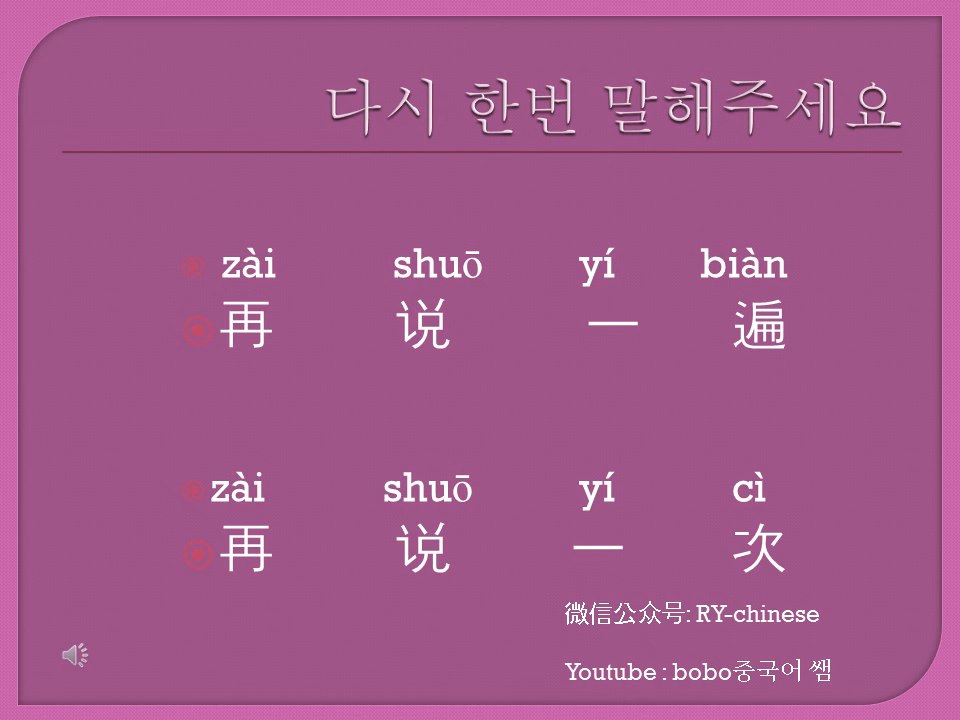 다시 한번 말해주세요
zài shuō yí biàn
再 说 一 遍
zài shuō yí cì
再 说 一 次
微信公众号: RY-chinese
Youtube : bobo중국어 쌤